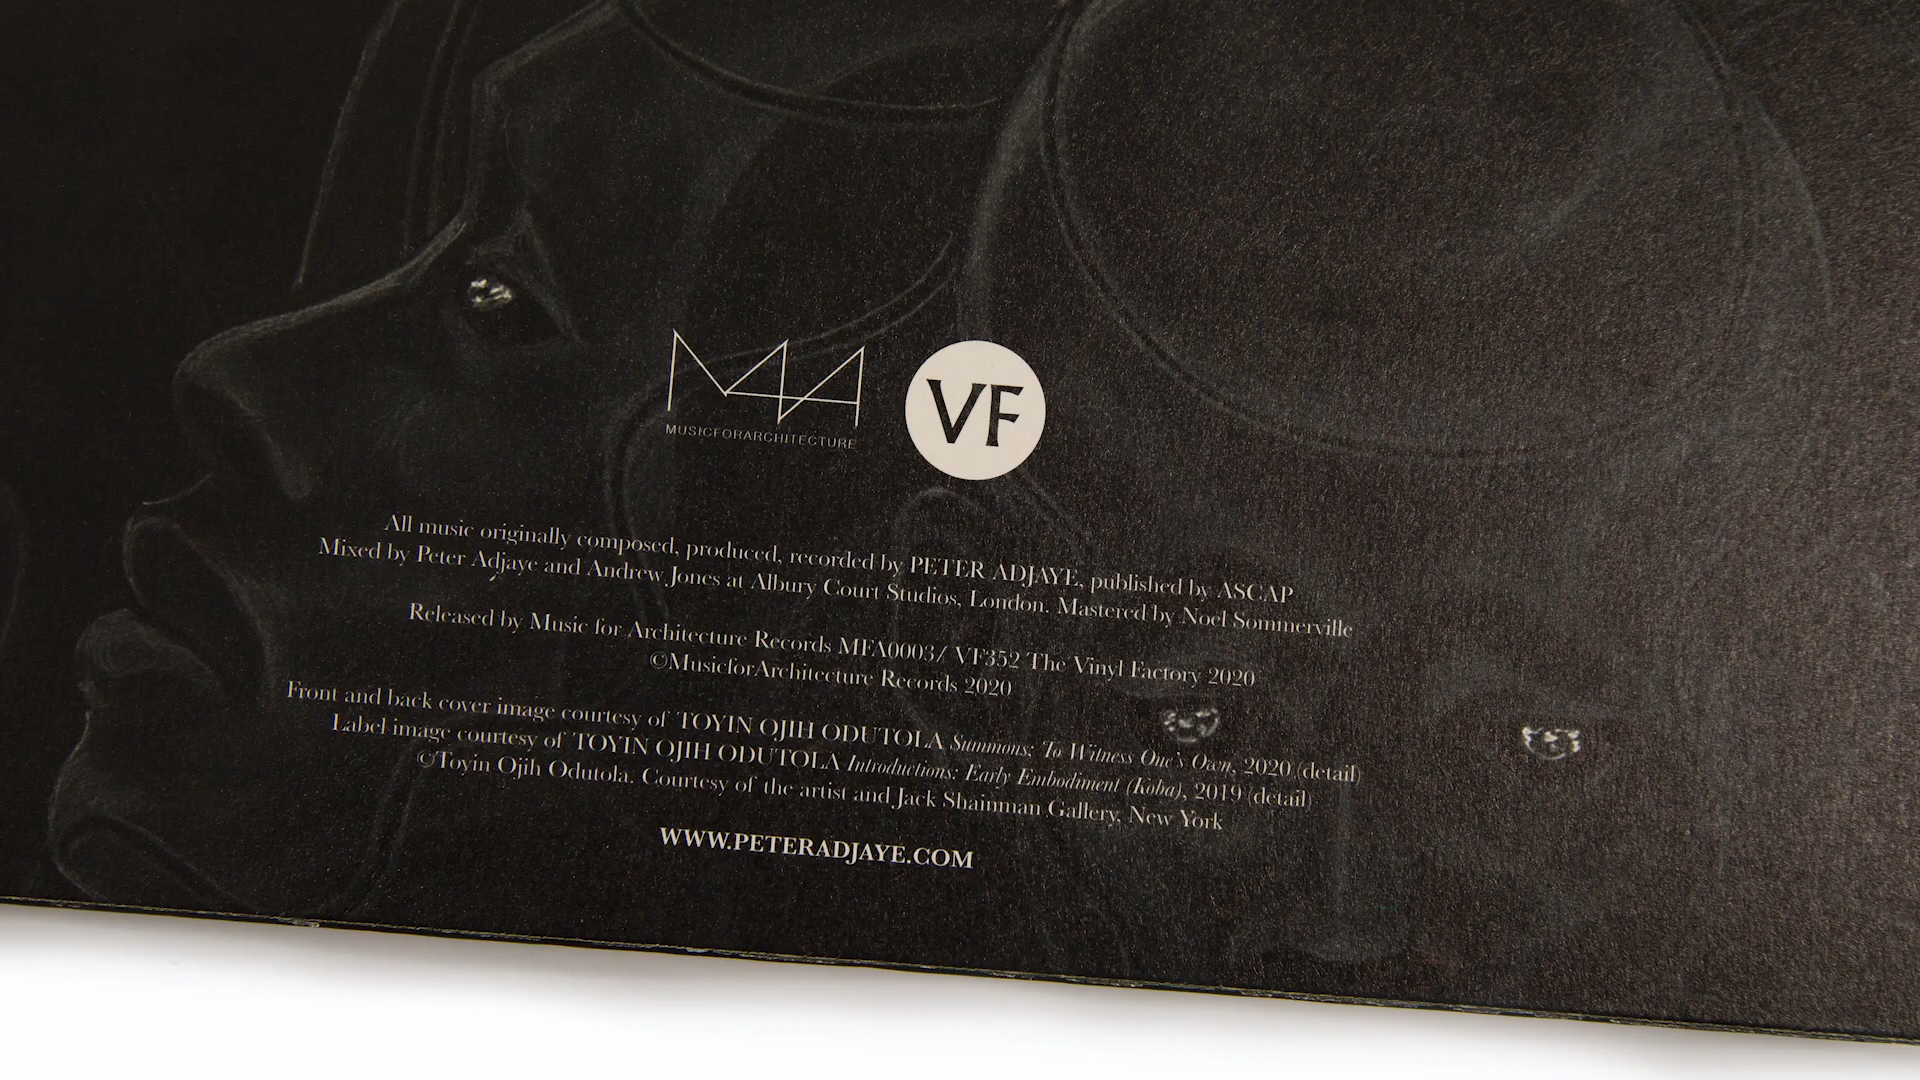 M4A
MUSICFORARCHITECTURE
VF
All music originally composed, produced, recorded by PETER ADJAYE, published by ASCAP
Mixed by Peter Adjaye and Andrew Jones at Albury Court Studios, London. Mastered by Noel Sommerville
Released by Music for Architecture Records MFA0003/ VF352 The Vinyl Factory 2020
©MusicforArchitecture Records 2020
Front and back cover image courtesy of TOYIN OJIH ODUTOLA Summons: To Witness One's Own, 2020 (detail)
Label image courtesy of TOYIN OJIH ODUTOLA Introductions: Early Embodiment (Koba), 2019 (detail)
©Toyin Ojih Odutola. Courtesy of the artist and Jack Shainman Gallery, New York
WWW.PETERADJAYE.COM